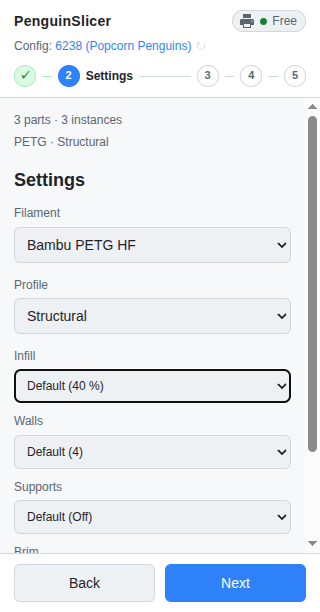 PenguinSlicer
Free
Config: 6238 (Popcorn Penguins)
✓ 2 Settings 3 4 5
3 parts · 3 instances
PETG · Structural
Settings
Filament
Bambu PETG HF
Profile
Structural
Infill
Default (40 %)
Walls
Default (4)
Supports
Default (Off)
Brim
Back
Next